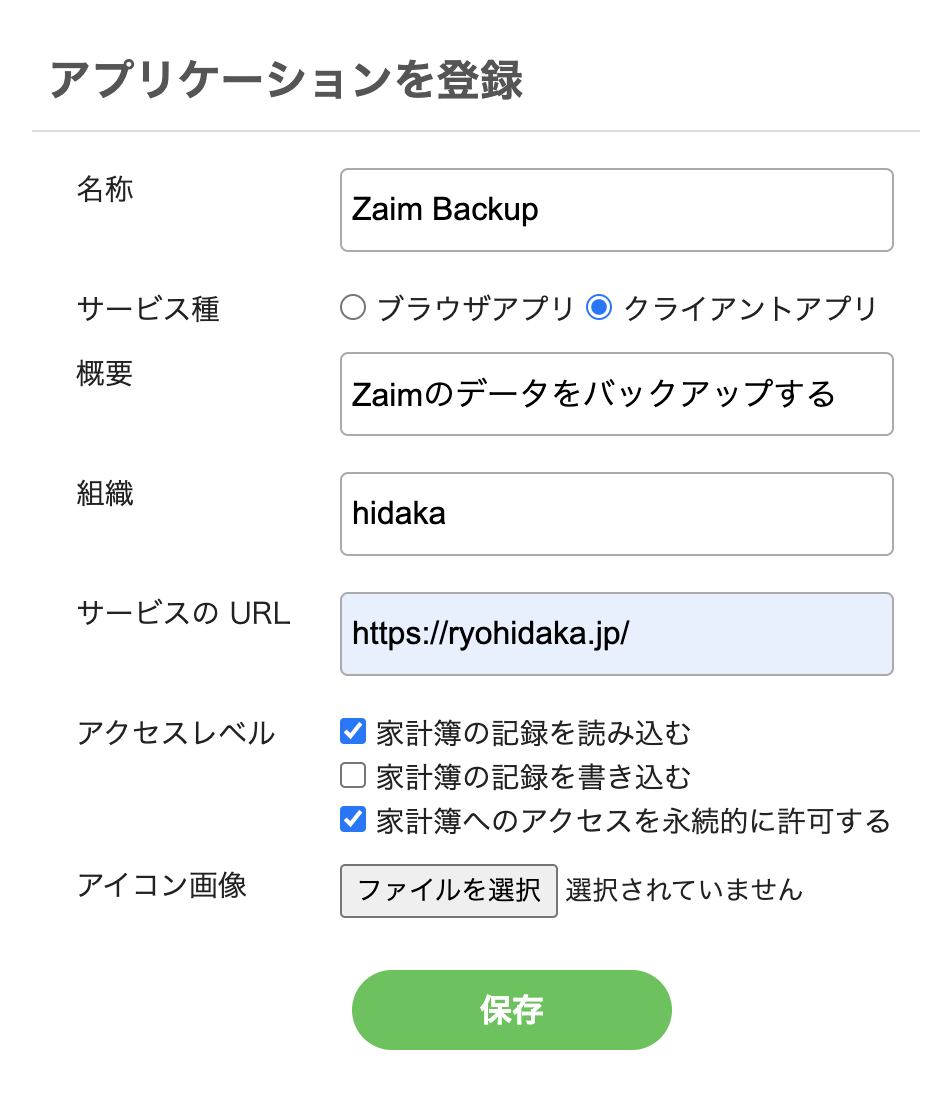 アプリケーションを登録
名称
Zaim Backup
サービス種
ブラウザアプリ クライアントアプリ
概要
Zaimのデータをバックアップする
組織
hidaka
サービスの URL
https://ryohidaka.jp/
アクセスレベル
家計簿の記録を読み込む
家計簿の記録を書き込む
家計簿へのアクセスを永続的に許可する
アイコン画像
ファイルを選択 選択されていません
保存